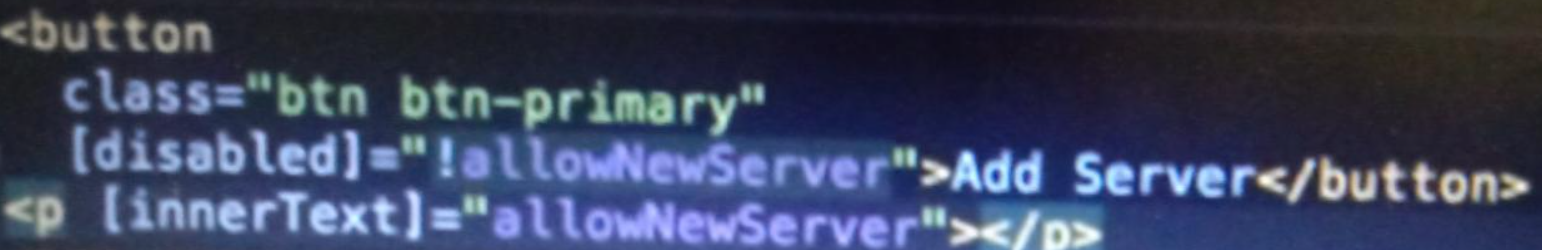 <button
class="btn btn-primary"
[disabled]="!allowNewServer">Add Server</button>
<p [innerText]="allowNewServer"></p>